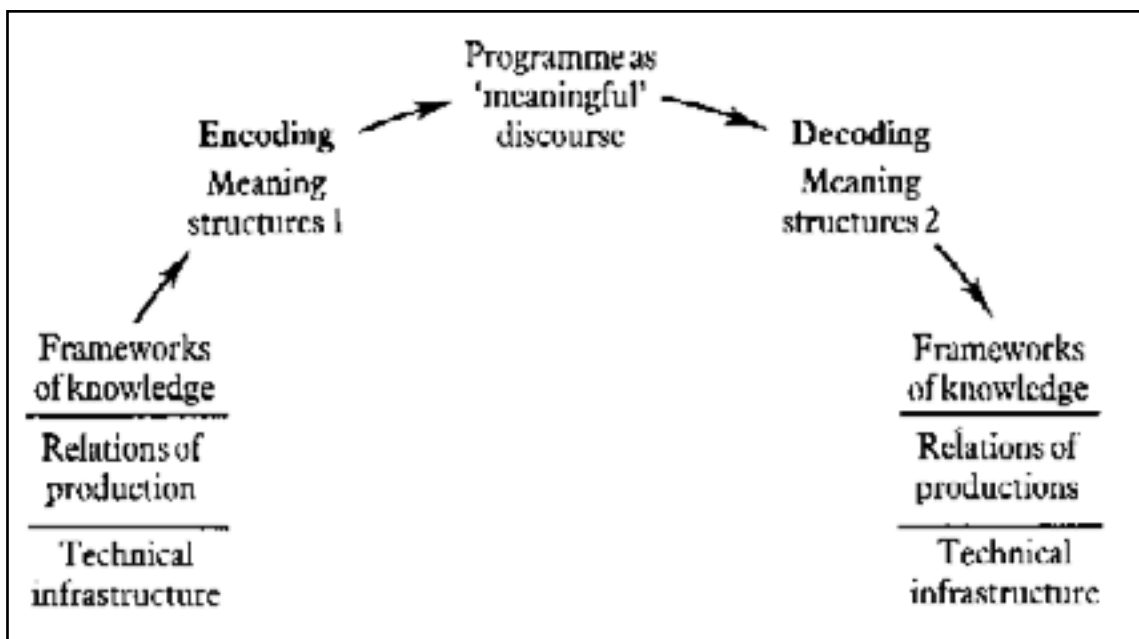 Programme as
'meaningful'
discourse
Encoding
Meaning
structures 1
Decoding
Meaning
structures 2
Frameworks
of knowledge
Relations of
production
Technical
infrastructure
Frameworks
of knowledge
Relations of
productions
Technical
infrastructure